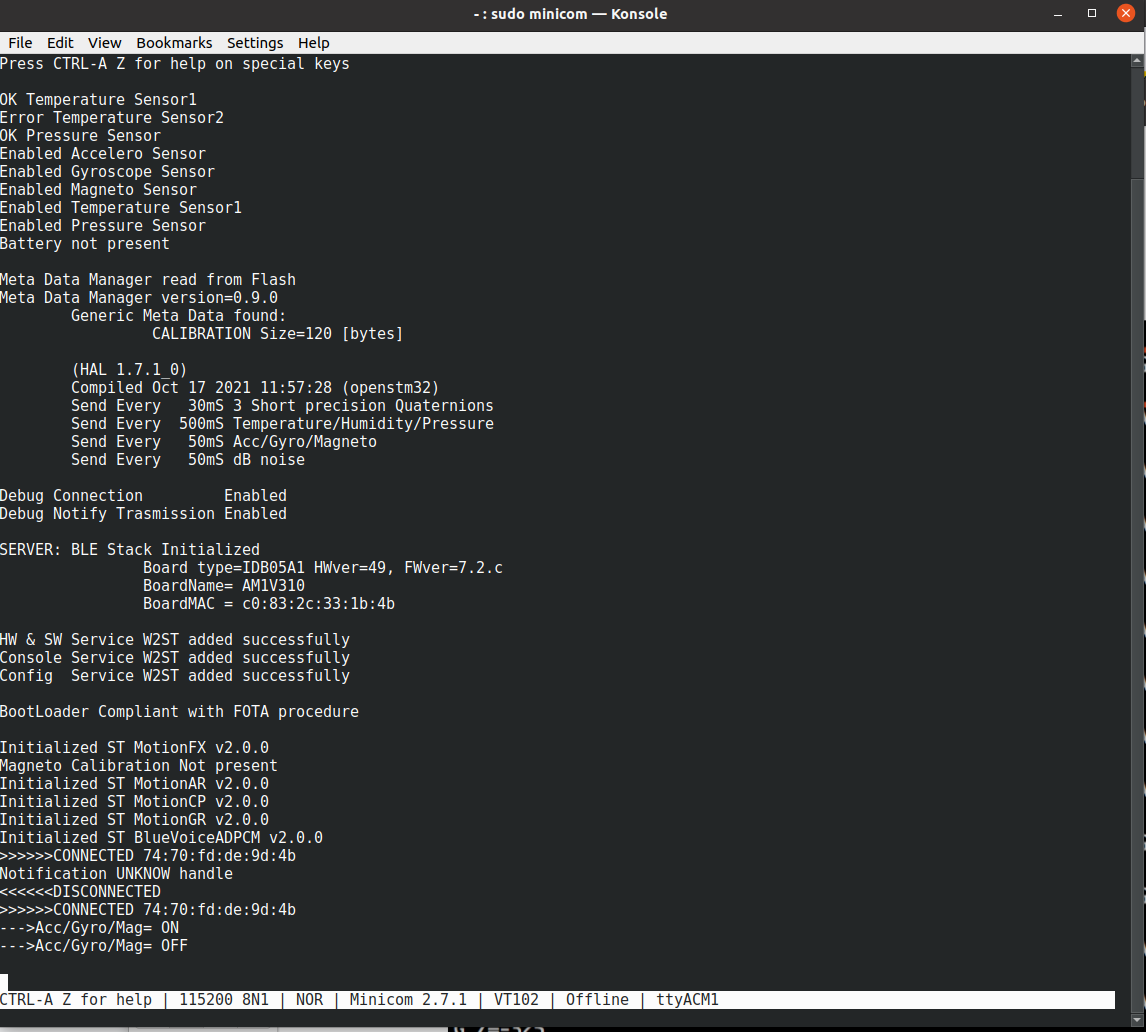 - : sudo minicom — Konsole
File Edit View Bookmarks Settings Help
Press CTRL-A Z for help on special keys
OK Temperature Sensor1
Error Temperature Sensor2
OK Pressure Sensor
Enabled Accelero Sensor
Enabled Gyroscope Sensor
Enabled Magneto Sensor
Enabled Temperature Sensor1
Enabled Pressure Sensor
Battery not present
Meta Data Manager read from Flash
Meta Data Manager version=0.9.0
Generic Meta Data found:
CALIBRATION Size=120 [bytes]
(HAL 1.7.1_0)
Compiled Oct 17 2021 11:57:28 (openstm32)
Send Every 30mS 3 Short precision Quaternions
Send Every 500mS Temperature/Humidity/Pressure
Send Every 50mS Acc/Gyro/Magneto
Send Every 50mS dB noise
Debug Connection Enabled
Debug Notify Trasmission Enabled
SERVER: BLE Stack Initialized
Board type=IDB05A1 HWver=49, FWver=7.2.c
BoardName= AM1V310
BoardMAC = c0:83:2c:33:1b:4b
HW & SW Service W2ST added successfully
Console Service W2ST added successfully
Config Service W2ST added successfully
BootLoader Compliant with FOTA procedure
Initialized ST MotionFX v2.0.0
Magneto Calibration Not present
Initialized ST MotionAR v2.0.0
Initialized ST MotionCP v2.0.0
Initialized ST MotionGR v2.0.0
Initialized ST BlueVoiceADPCM v2.0.0
>>>>>>CONNECTED 74:70:fd:de:9d:4b
Notification UNKNOW handle
<<<<<<DISCONNECTED
>>>>>>CONNECTED 74:70:fd:de:9d:4b
--->Acc/Gyro/Mag= ON
--->Acc/Gyro/Mag= OFF
CTRL-A Z for help | 115200 8N1 | NOR | Minicom 2.7.1 | VT102 | Offline | ttyACM1